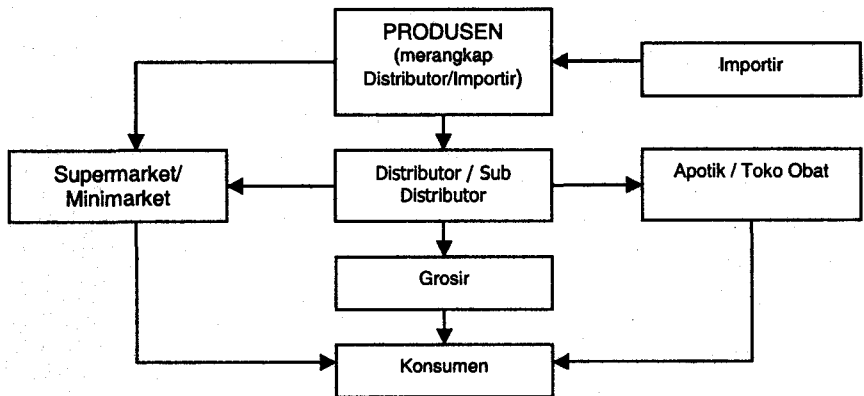 PRODUSEN
(merangkap
Distributor/Importir)
Importir
Supermarket/
Minimarket
Distributor / Sub
Distributor
Apotik / Toko Obat
Grosir
Konsumen